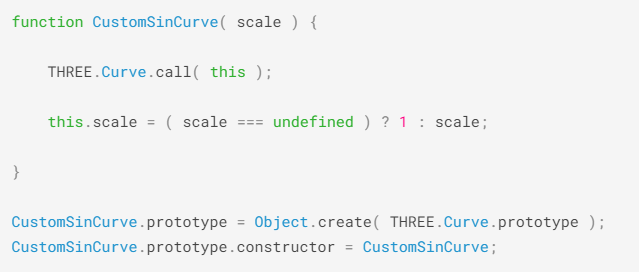 function CustomSinCurve( scale ) {
THREE.Curve.call( this );
this.scale = ( scale === undefined ) ? 1 : scale;
}
CustomSinCurve.prototype = Object.create( THREE.Curve.prototype );
CustomSinCurve.prototype.constructor = CustomSinCurve;